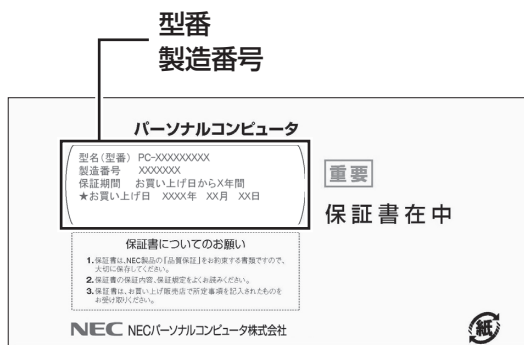 型番
製造番号
パーソナルコンピュータ
型名(型番) PC-XXXXXXXXX
製造番号 XXXXXXX
保証期間 お買い上げ日からX年間
★お買い上げ日 XXXX年 XX月 XX日
重要
保証書在中
保証書についてのお願い
1.保証書は、NEC製品の『品質保証』をお約束する書類ですので、
大切に保存してください。
2.保証書の保証内容、保証規定をよくお読みください。
3.保証書は、お買い上げ販売店で所定事項を記入されたものを
お受け取りください。
NEC NECパーソナルコンピュータ株式会社
紙